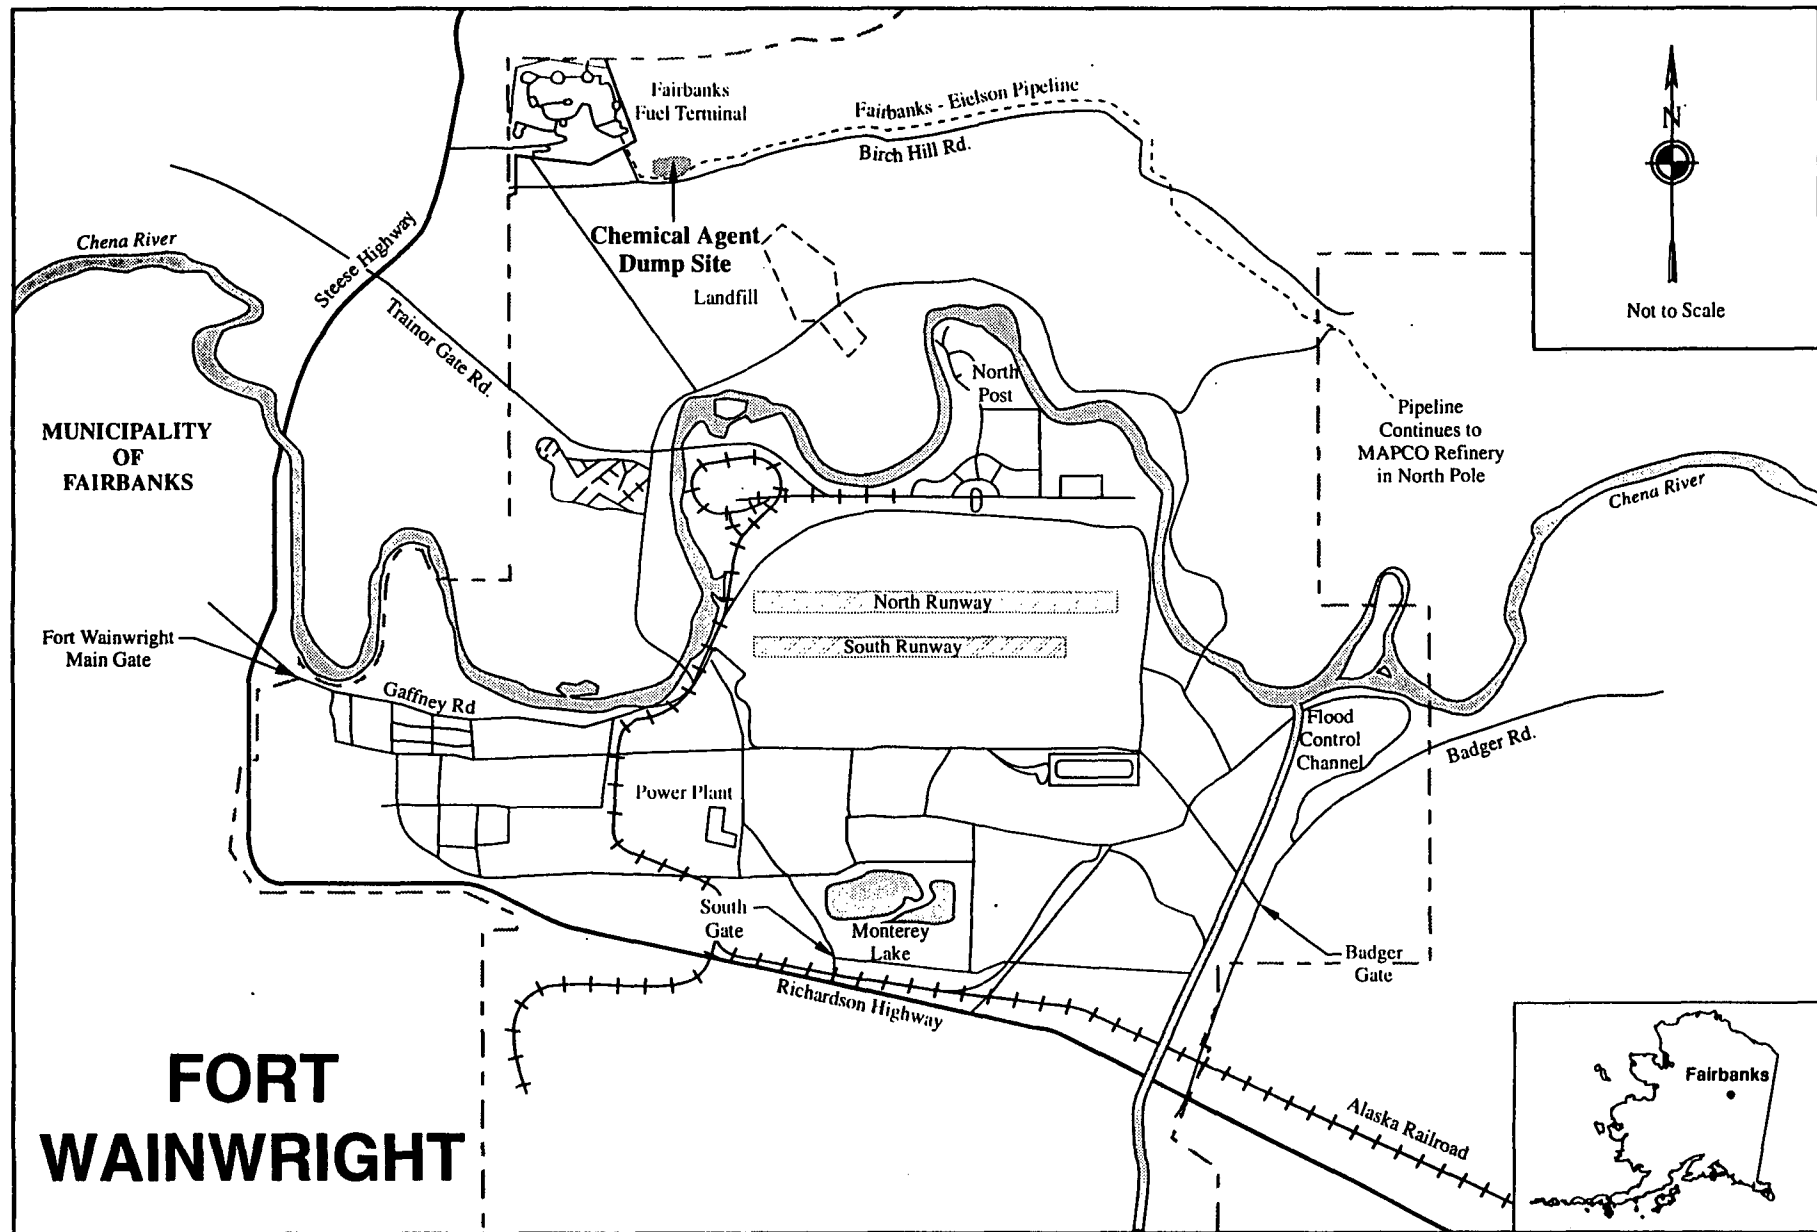 Fairbanks
Fuel Terminal
Fairbanks - Eielson Pipeline
Birch Hill Rd.
N
Not to Scale
Chena River
Steese Highway
Trainor Gate Rd.
Chemical Agent
Dump Site
Landfill
North
Post
MUNICIPALITY
OF
FAIRBANKS
Pipeline
Continues to
MAPCO Refinery
in North Pole
Chena River
North Runway
South Runway
Fort Wainwright
Main Gate
Gaffney Rd
Flood
Control
Channel
Badger Rd.
Power Plant
South
Gate
Monterey
Lake
Badger
Gate
Richardson Highway
Alaska Railroad
FORT
WAINWRIGHT
Fairbanks